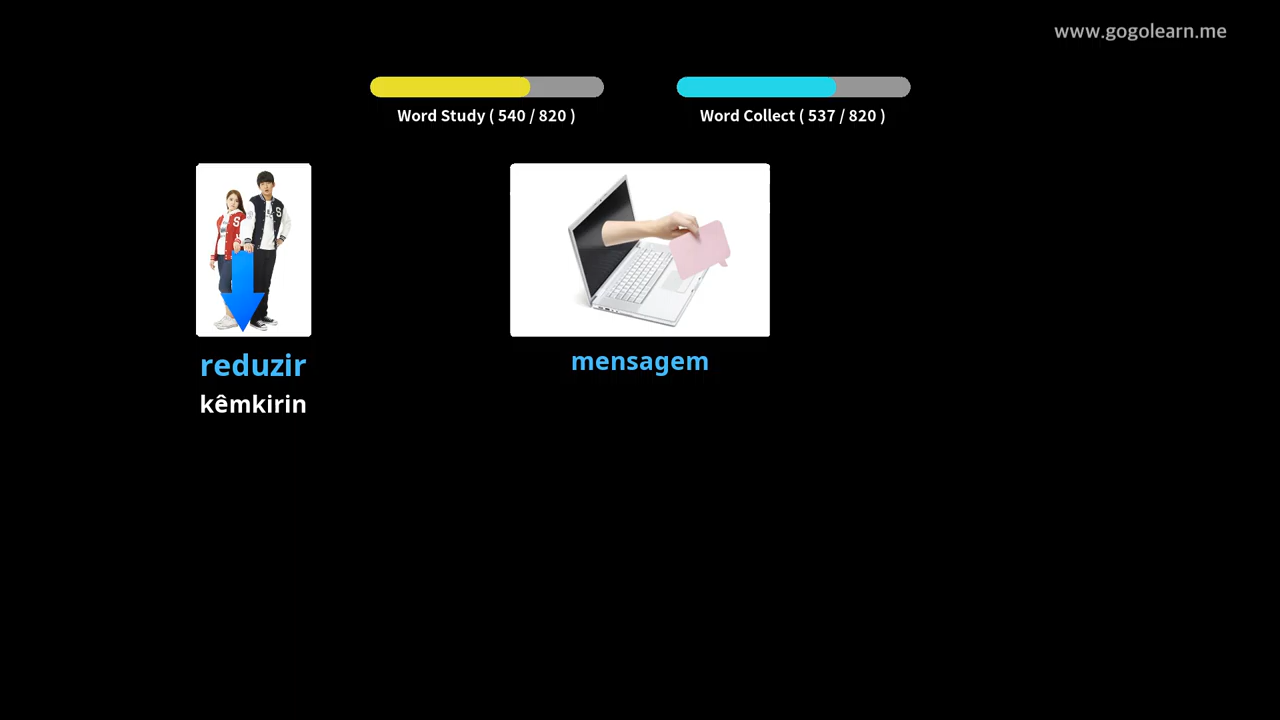 www.gogolearn.me
Word Study ( 540 / 820 )
Word Collect ( 537 / 820 )
S
S
reduzir
kêmkirin
mensagem